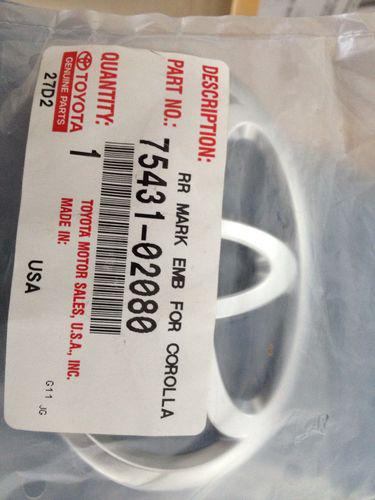 DESCRIPTION:
RR MARK EMB FOR COROLLA
PART NO.:
75431-02080
QUANTITY:
1
TOYOTA
GENUINE PARTS
27D2
TOYOTA MOTOR SALES, U.S.A., INC.
MADE IN:
USA
G11 JG